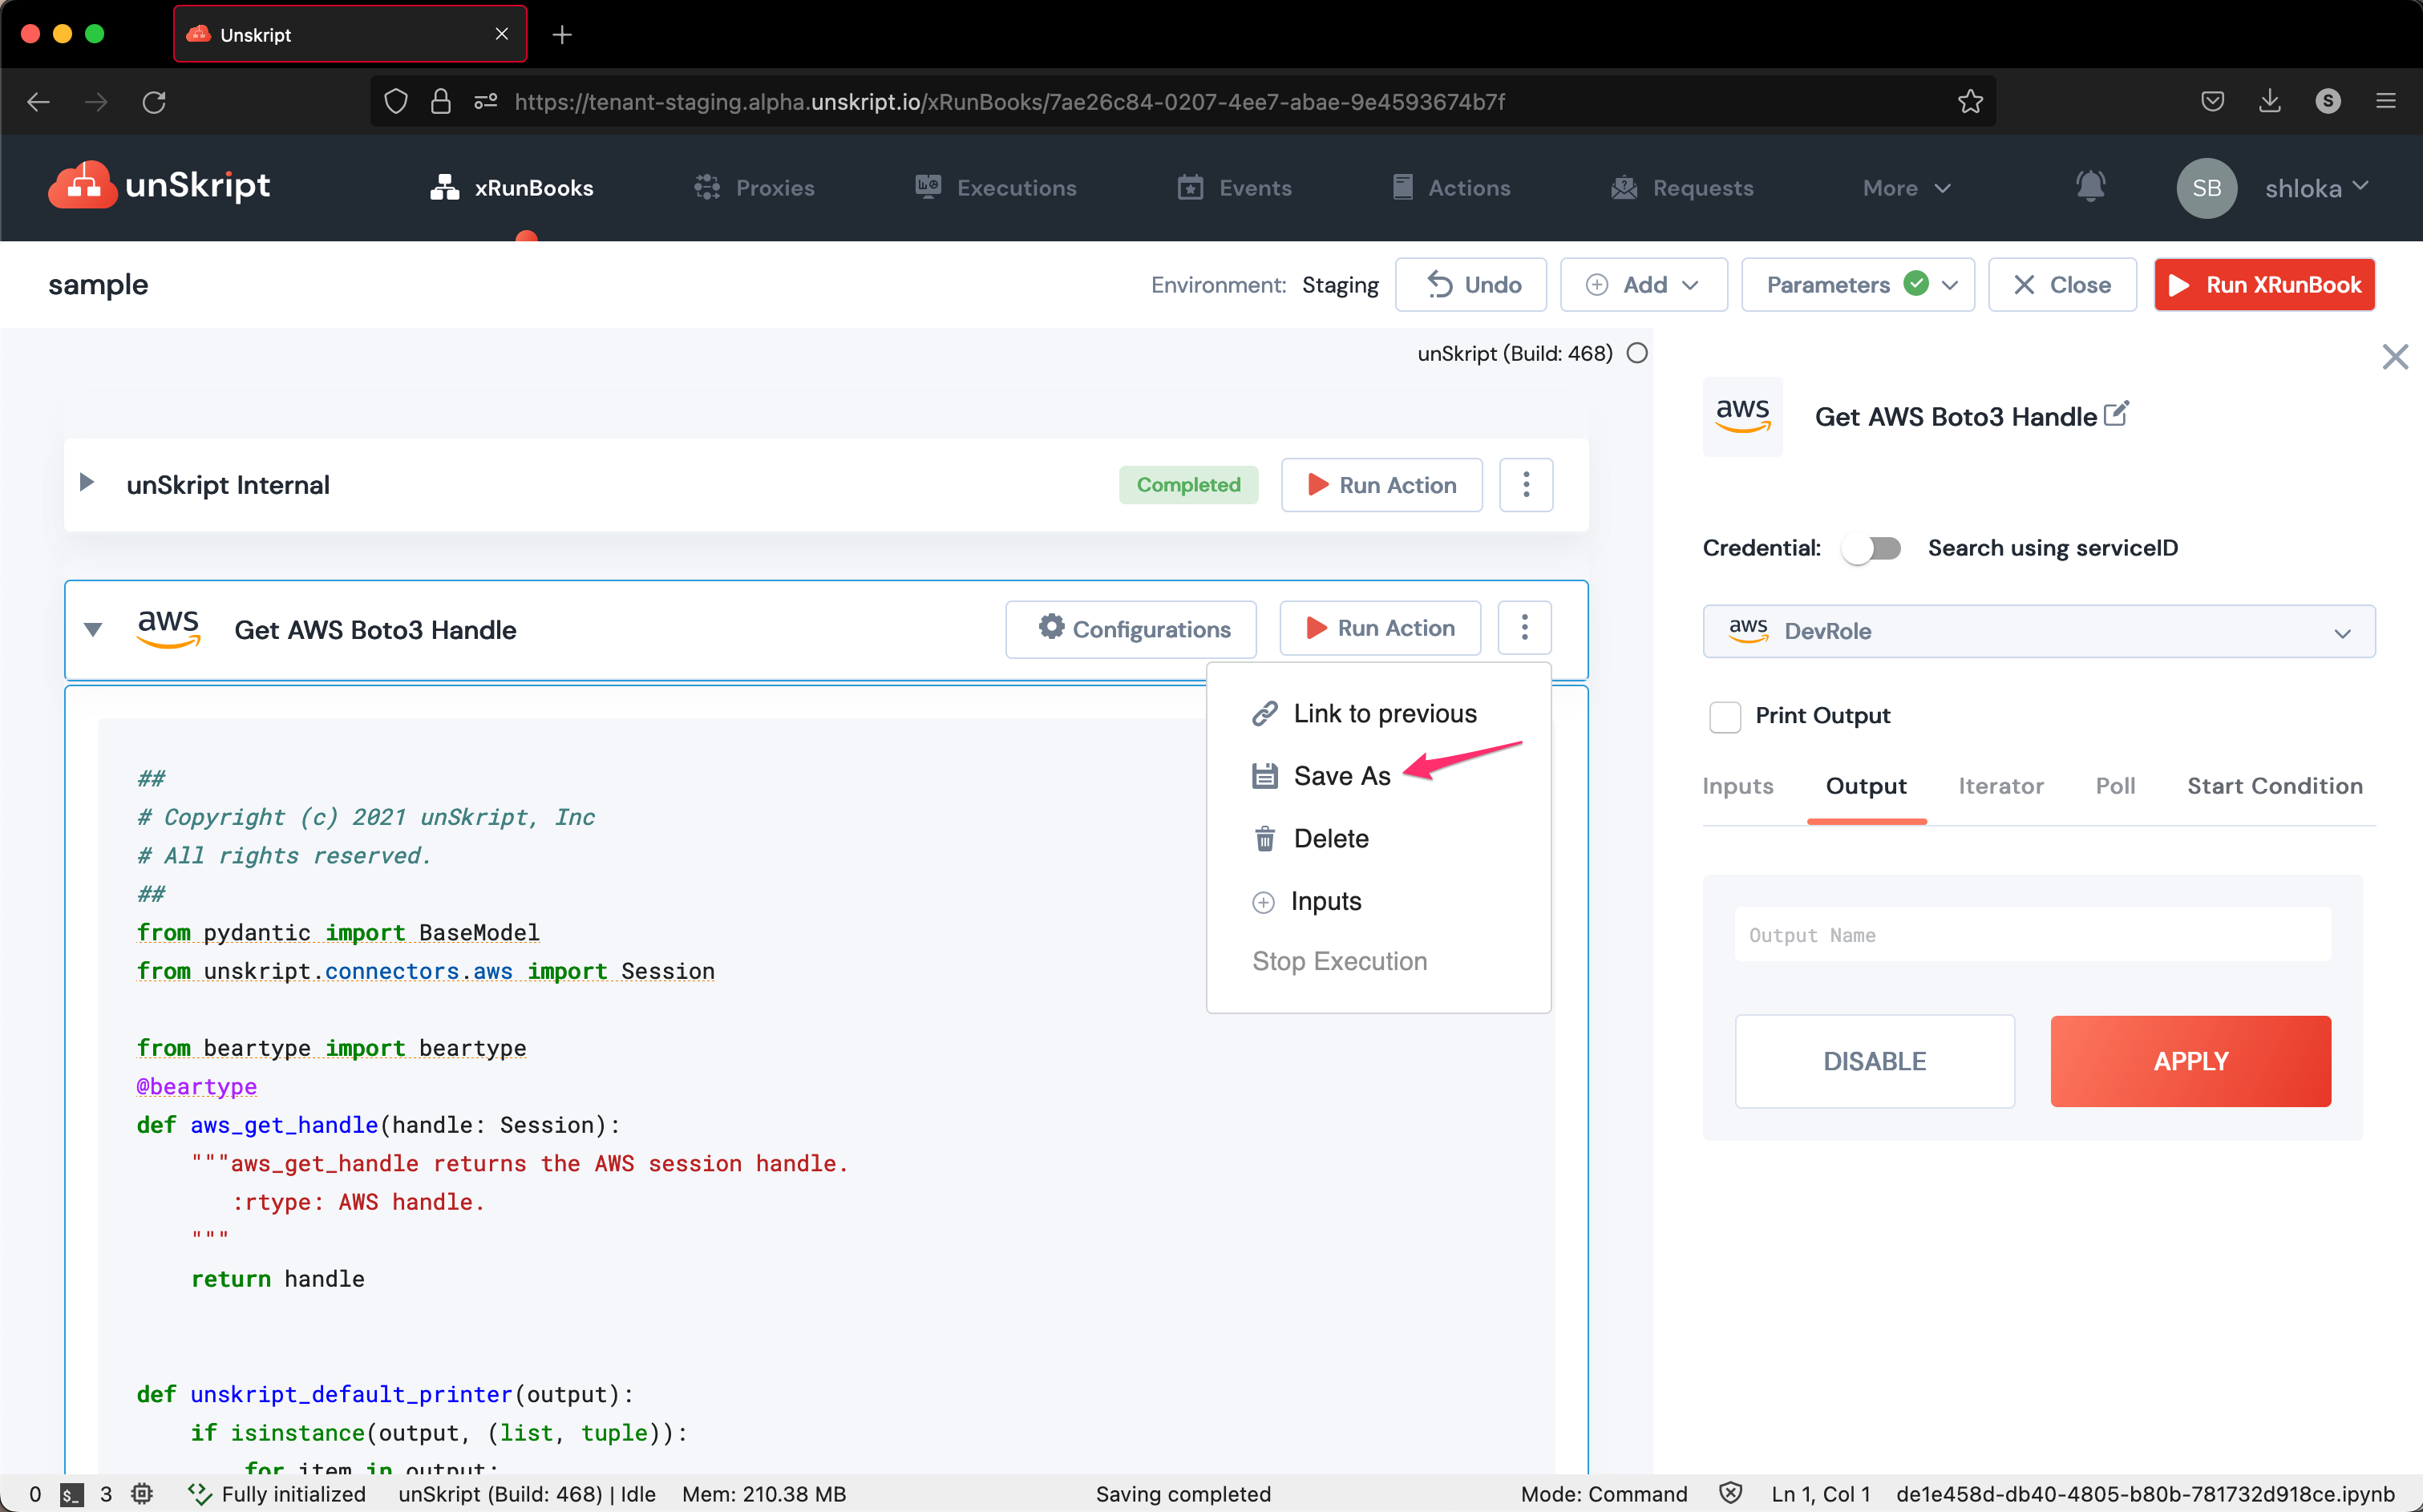 Unskript
https://tenant-staging.alpha.unskript.io/xRunBooks/7ae26c84-0207-4ee7-abae-9e4593674b7f
S
unSkript
xRunBooks
Proxies
Executions
Events
Actions
Requests
More
SB
shloka
sample
Environment: Staging
Undo
Add
Parameters
Close
Run XRunBook
unSkript (Build: 468)
unSkript Internal
Completed
Run Action
aws
Get AWS Boto3 Handle
Configurations
Run Action
Link to previous
Save As
Delete
Inputs
Stop Execution
##
# Copyright (c) 2021 unSkript, Inc
# All rights reserved.
##
from pydantic import BaseModel
from unskript.connectors.aws import Session
from beartype import beartype
@beartype
def aws_get_handle(handle: Session):
"""aws_get_handle returns the AWS session handle.
:rtype: AWS handle.
"""
return handle
def unskript_default_printer(output):
if isinstance(output, (list, tuple)):
for item in output:
aws
Get AWS Boto3 Handle
Credential:
Search using serviceID
aws DevRole
Print Output
Inputs
Output
Iterator
Poll
Start Condition
Output Name
DISABLE
APPLY
0
$_
3
Fully initialized
unSkript (Build: 468) | Idle
Mem: 210.38 MB
Saving completed
Mode: Command
Ln 1, Col 1
de1e458d-db40-4805-b80b-781732d918ce.ipynb